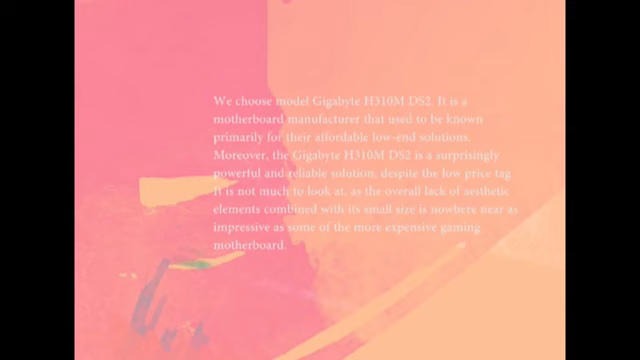 We choose model Gigabyte H310M DS2. It is a
motherboard manufacturer that used to be known
primarily for their affordable low-end solutions.
Moreover, the Gigabyte H310M DS2 is a surprisingly
powerful and reliable solution, despite the low price tag
It is not much to look at, as the overall lack of aesthetic
elements combined with its small size is nowhere near as
impressive as some of the more expensive gaming
motherboard.